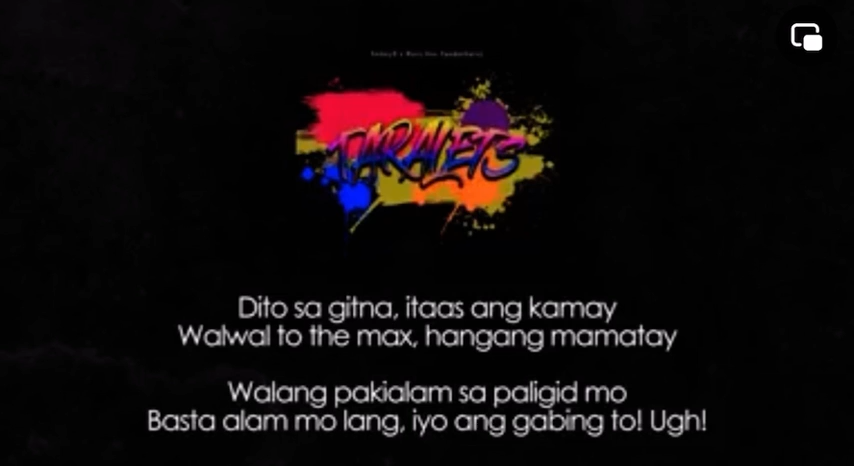 TARALETS
Dito sa gitna, itaas ang kamay
Walwal to the max, hangang mamatay
Walang pakialam sa paligid mo
Basta alam mo lang, iyo ang gabing to! Ugh!